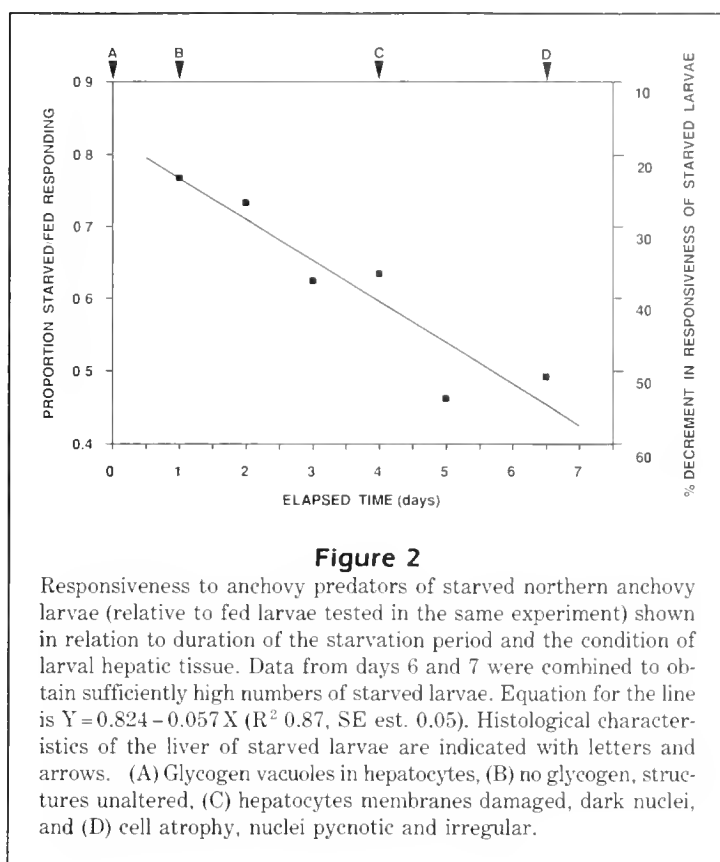 A B C D
PROPORTION STARVED/FED RESPONDING
0 9
0 8
0 7
0 6
0.5
0.4
10
20
30
40
50
60
% DECREMENT IN RESPONSIVENESS OF STARVED LARVAE
0 1 2 3 4 5 6 7
ELAPSED TIME (days)
Figure 2
Responsiveness to anchovy predators of starved northern anchovy
larvae (relative to fed larvae tested in the same experiment) shown
in relation to duration of the starvation period and the condition of
larval hepatic tissue. Data from days 6 and 7 were combined to ob-
tain sufficiently high numbers of starved larvae. Equation for the line
is Y=0.824–0.057X (R² 0.87, SE est. 0.05). Histological character-
istics of the liver of starved larvae are indicated with letters and
arrows. (A) Glycogen vacuoles in hepatocytes, (B) no glycogen, struc-
tures unaltered, (C) hepatocytes membranes damaged, dark nuclei,
and (D) cell atrophy, nuclei pycnotic and irregular.